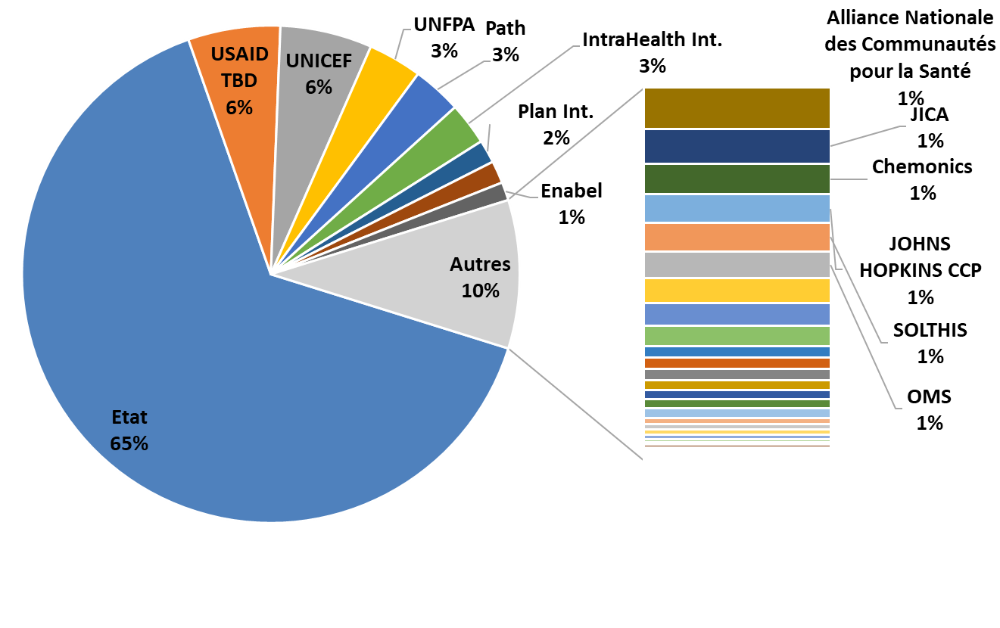 USAID
TBD
6%
UNICEF
6%
UNFPA
3%
Path
3%
IntraHealth Int.
3%
Plan Int.
2%
Enabel
1%
Autres
10%
Etat
65%
Alliance Nationale
des Communautés
pour la Santé
1%
JICA
1%
Chemonics
1%
JOHNS
HOPKINS CCP
1%
SOLTHIS
1%
OMS
1%